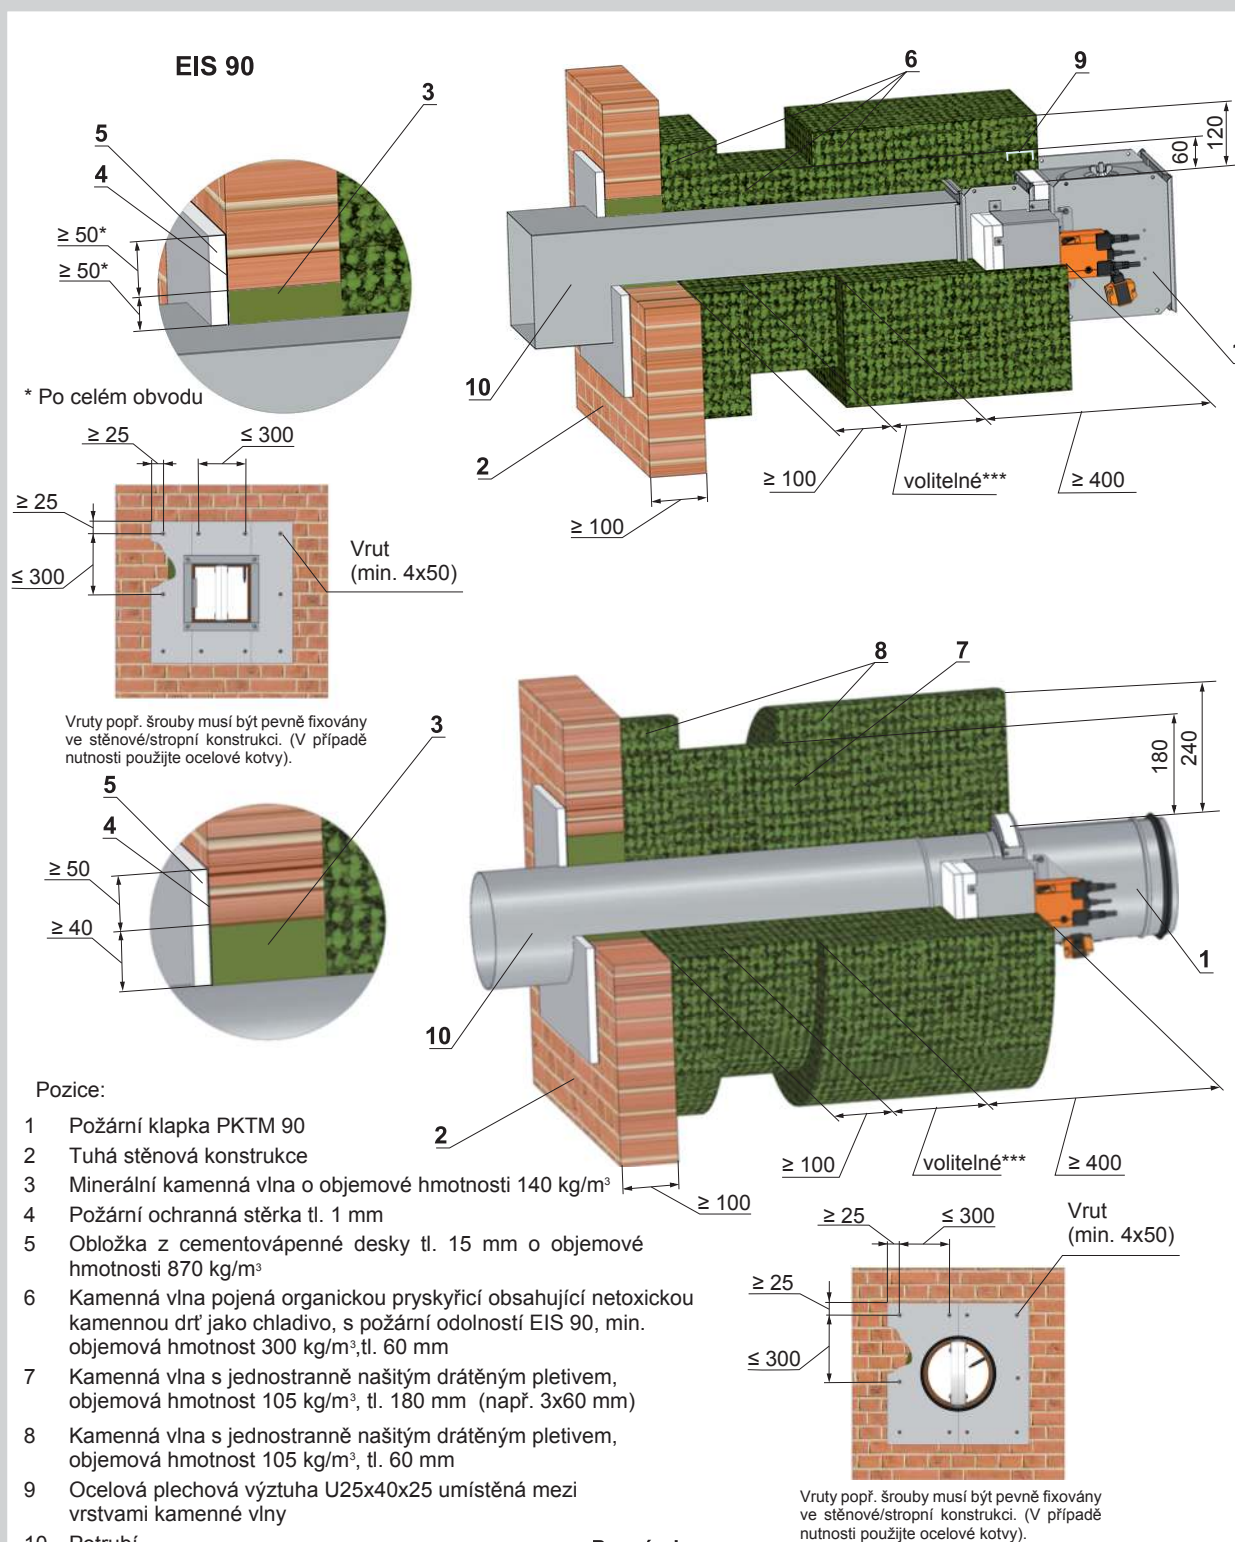 EIS 90
3
5
4
≥ 50*
≥ 50*
* Po celém obvodu
6
9
120
60
10
2
≥ 100
volitelné***
≥ 400
≥ 100
≥ 25
≤ 300
≥ 25
≤ 300
Vrut
(min. 4x50)
Vruty popř. šrouby musí být pevně fixovány
ve stěnové/stropní konstrukci. (V případě
nutnosti použijte ocelové kotvy).
3
5
4
≥ 50
≥ 40
8
7
180
240
1
10
2
≥ 100
volitelné***
≥ 400
≥ 100
≥ 25
≤ 300
≥ 25
≤ 300
Vrut
(min. 4x50)
Vruty popř. šrouby musí být pevně fixovány
ve stěnové/stropní konstrukci. (V případě
nutnosti použijte ocelové kotvy).
Pozice:
1 Požární klapka PKTM 90
2 Tuhá stěnová konstrukce
3 Minerální kamenná vlna o objemové hmotnosti 140 kg/m³
4 Požární ochranná stěrka tl. 1 mm
5 Obložka z cementovápenné desky tl. 15 mm o objemové
hmotnosti 870 kg/m³
6 Kamenná vlna pojená organickou pryskyřicí obsahující netoxickou
kamennou drť jako chladivo, s požární odolností EIS 90, min.
objemová hmotnost 300 kg/m³,tl. 60 mm
7 Kamenná vlna s jednostranně našitým drátěným pletivem,
objemová hmotnost 105 kg/m³, tl. 180 mm (např. 3x60 mm)
8 Kamenná vlna s jednostranně našitým drátěným pletivem,
objemová hmotnost 105 kg/m³, tl. 60 mm
9 Ocelová plechová výztuha U25x40x25 umístěná mezi
vrstvami kamenné vlny
10 Potrubí